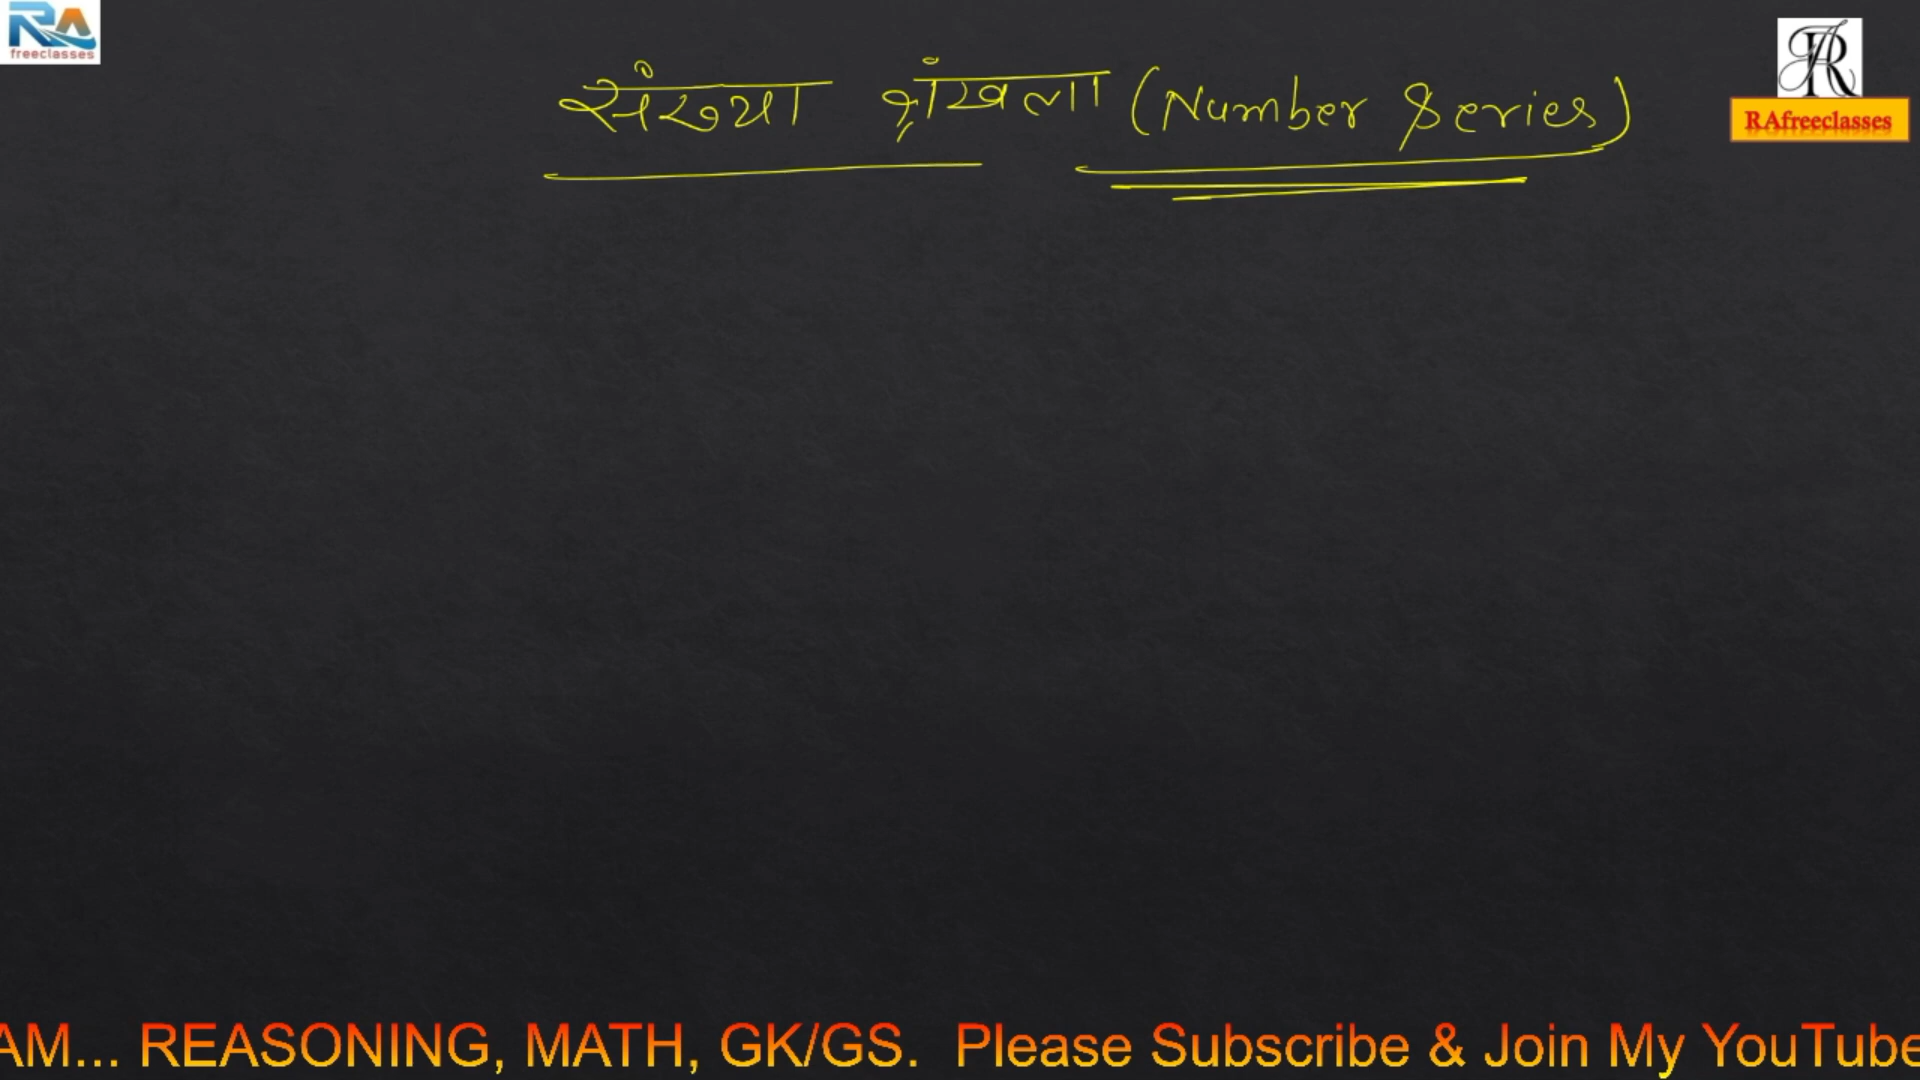 RA
freeclasses
संख्या श्रृंखला (Number Series)
RAfreeclasses
AM... REASONING, MATH, GK/GS. Please Subscribe & Join My YouTube